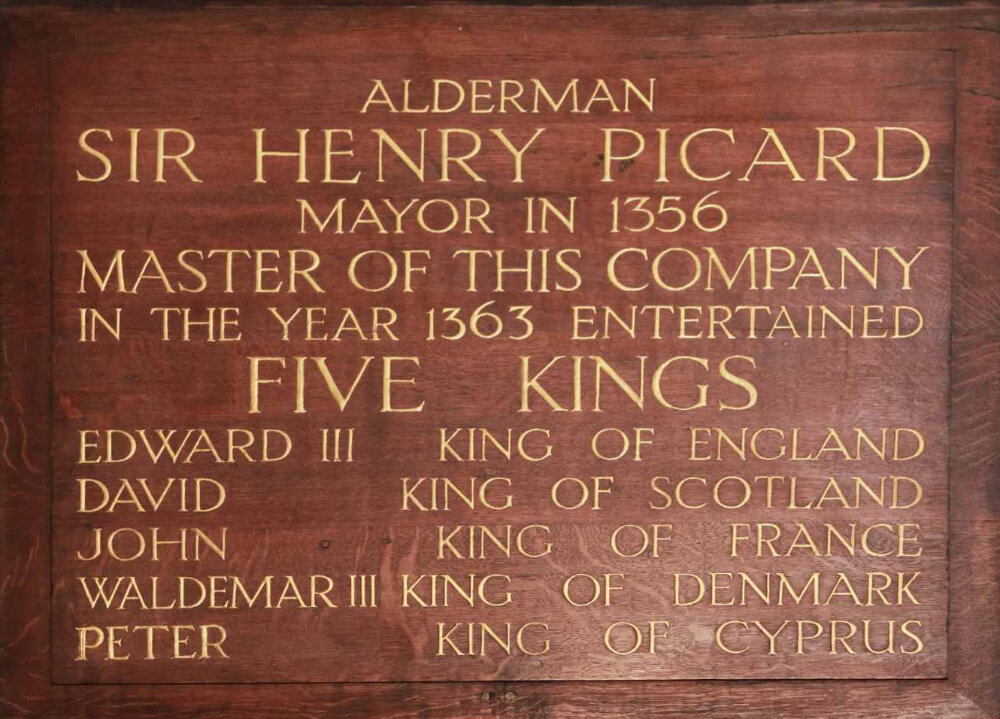 ALDERMAN
SIR HENRY PICARD
MAYOR IN 1356
MASTER OF THIS COMPANY
IN THE YEAR 1363 ENTERTAINED
FIVE KINGS
EDWARD III KING OF ENGLAND
DAVID KING OF SCOTLAND
JOHN KING OF FRANCE
WALDEMAR III KING OF DENMARK
PETER KING OF CYPRUS